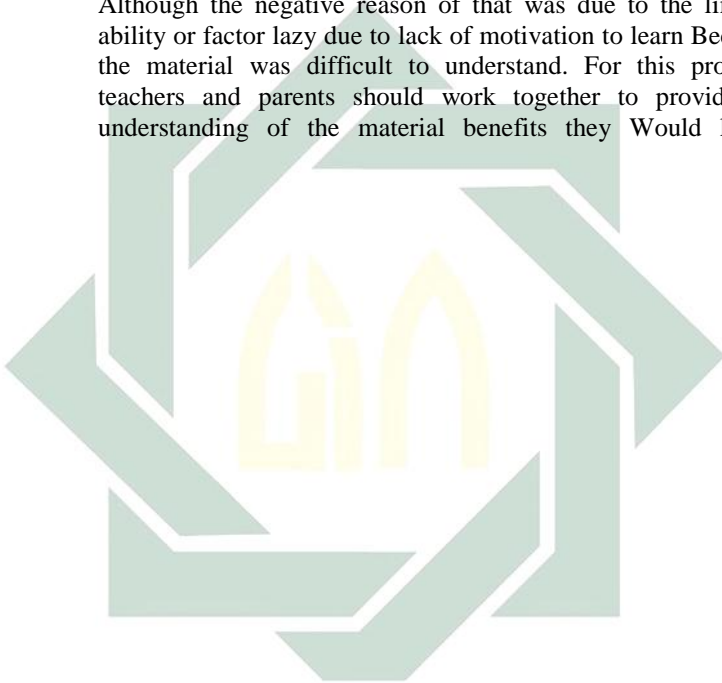 Although the negative reason of that was due to the li
ability or factor lazy due to lack of motivation to learn Be
the material was difficult to understand. For this pro
teachers and parents should work together to provid
understanding of the material benefits they Would